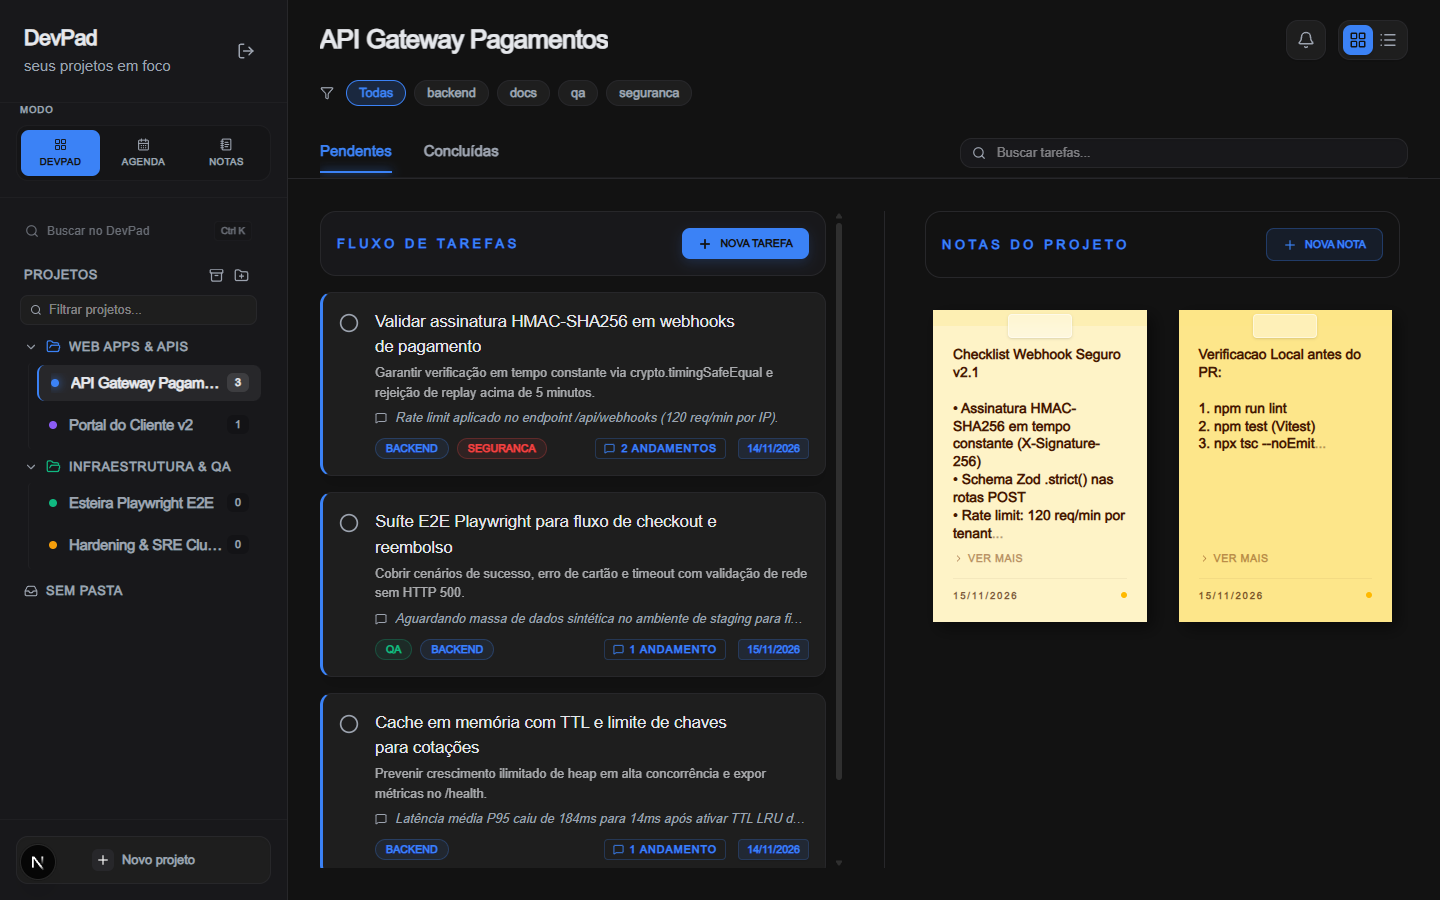 DevPad
seus projetos em foco
MODO
DEVPAD
AGENDA
NOTAS
Buscar no DevPad
Ctrl K
PROJETOS
Filtrar projetos...
WEB APPS & APIS
API Gateway Pagam...
3
Portal do Cliente v2
1
INFRAESTRUTURA & QA
Esteira Playwright E2E
0
Hardening & SRE Clu...
0
SEM PASTA
N
Novo projeto
API Gateway Pagamentos
Todas
backend
docs
qa
seguranca
Pendentes
Concluídas
Buscar tarefas...
FLUXO DE TAREFAS
NOVA TAREFA
Validar assinatura HMAC-SHA256 em webhooks
de pagamento
Garantir verificação em tempo constante via crypto.timingSafeEqual e
rejeição de replay acima de 5 minutos.
Rate limit aplicado no endpoint /api/webhooks (120 req/min por IP).
BACKEND
SEGURANCA
2 ANDAMENTOS
14/11/2026
Suíte E2E Playwright para fluxo de checkout e
reembolso
Cobrir cenários de sucesso, erro de cartão e timeout com validação de rede
sem HTTP 500.
Aguardando massa de dados sintética no ambiente de staging para fi...
QA
BACKEND
1 ANDAMENTO
15/11/2026
Cache em memória com TTL e limite de chaves
para cotações
Prevenir crescimento ilimitado de heap em alta concorrência e expor
métricas no /health.
Latência média P95 caiu de 184ms para 14ms após ativar TTL LRU d...
BACKEND
1 ANDAMENTO
14/11/2026
NOTAS DO PROJETO
NOVA NOTA
Checklist Webhook Seguro
v2.1
• Assinatura HMAC-
SHA256 em tempo
constante (X-Signature-
256)
• Schema Zod .strict() nas
rotas POST
• Rate limit: 120 req/min por
tenant...
VER MAIS
15/11/2026
Verificacao Local antes do
PR:
1. npm run lint
2. npm test (Vitest)
3. npx tsc --noEmit...
VER MAIS
15/11/2026